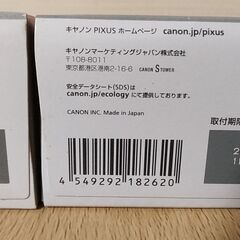 キヤノン PIXUS ホームページ canon.jp/pixus
キヤノンマーケティングジャパン株式会社
〒108-8011
東京都港区港南2-16-6 CANON S TOWER
安全データシート(SDS)は
canon.jp/ecology にて提供しております。
CANON INC. Made in Japan
取付期限
4 549292 182620